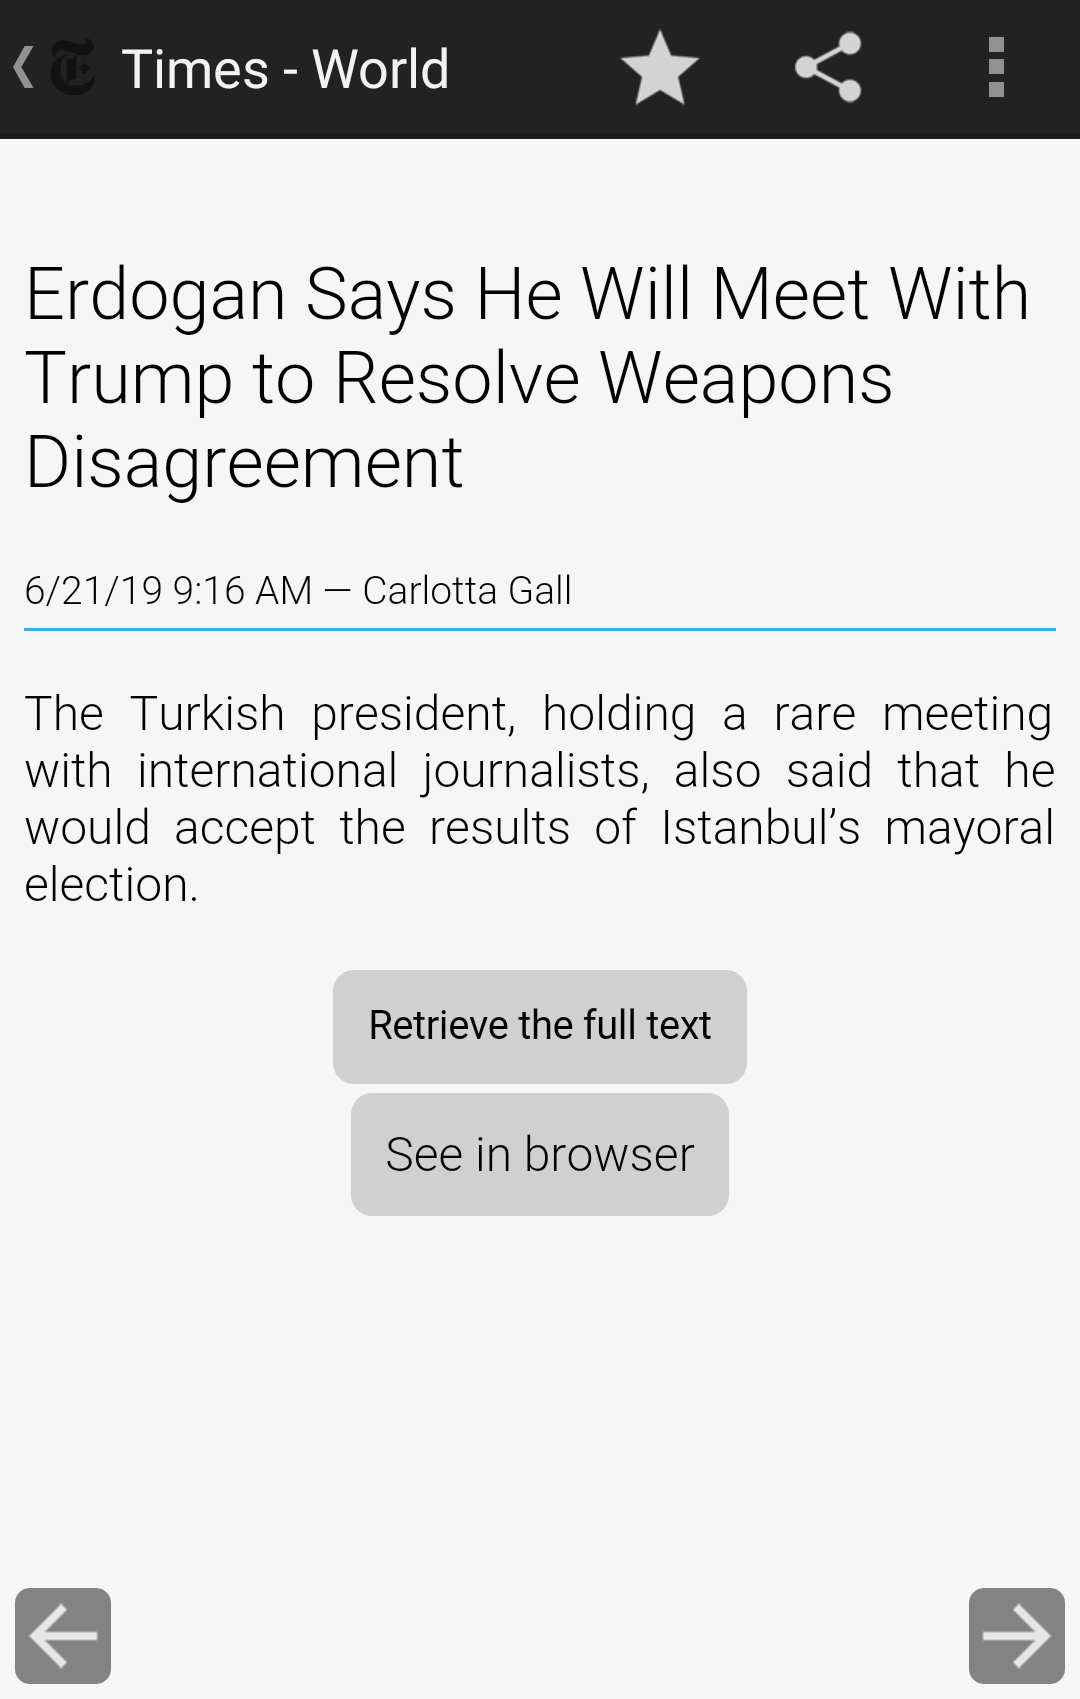 Times - World
Erdogan Says He Will Meet With
Trump to Resolve Weapons
Disagreement
6/21/19 9:16 AM — Carlotta Gall
The Turkish president, holding a rare meeting
with international journalists, also said that he
would accept the results of Istanbul’s mayoral
election.
Retrieve the full text
See in browser